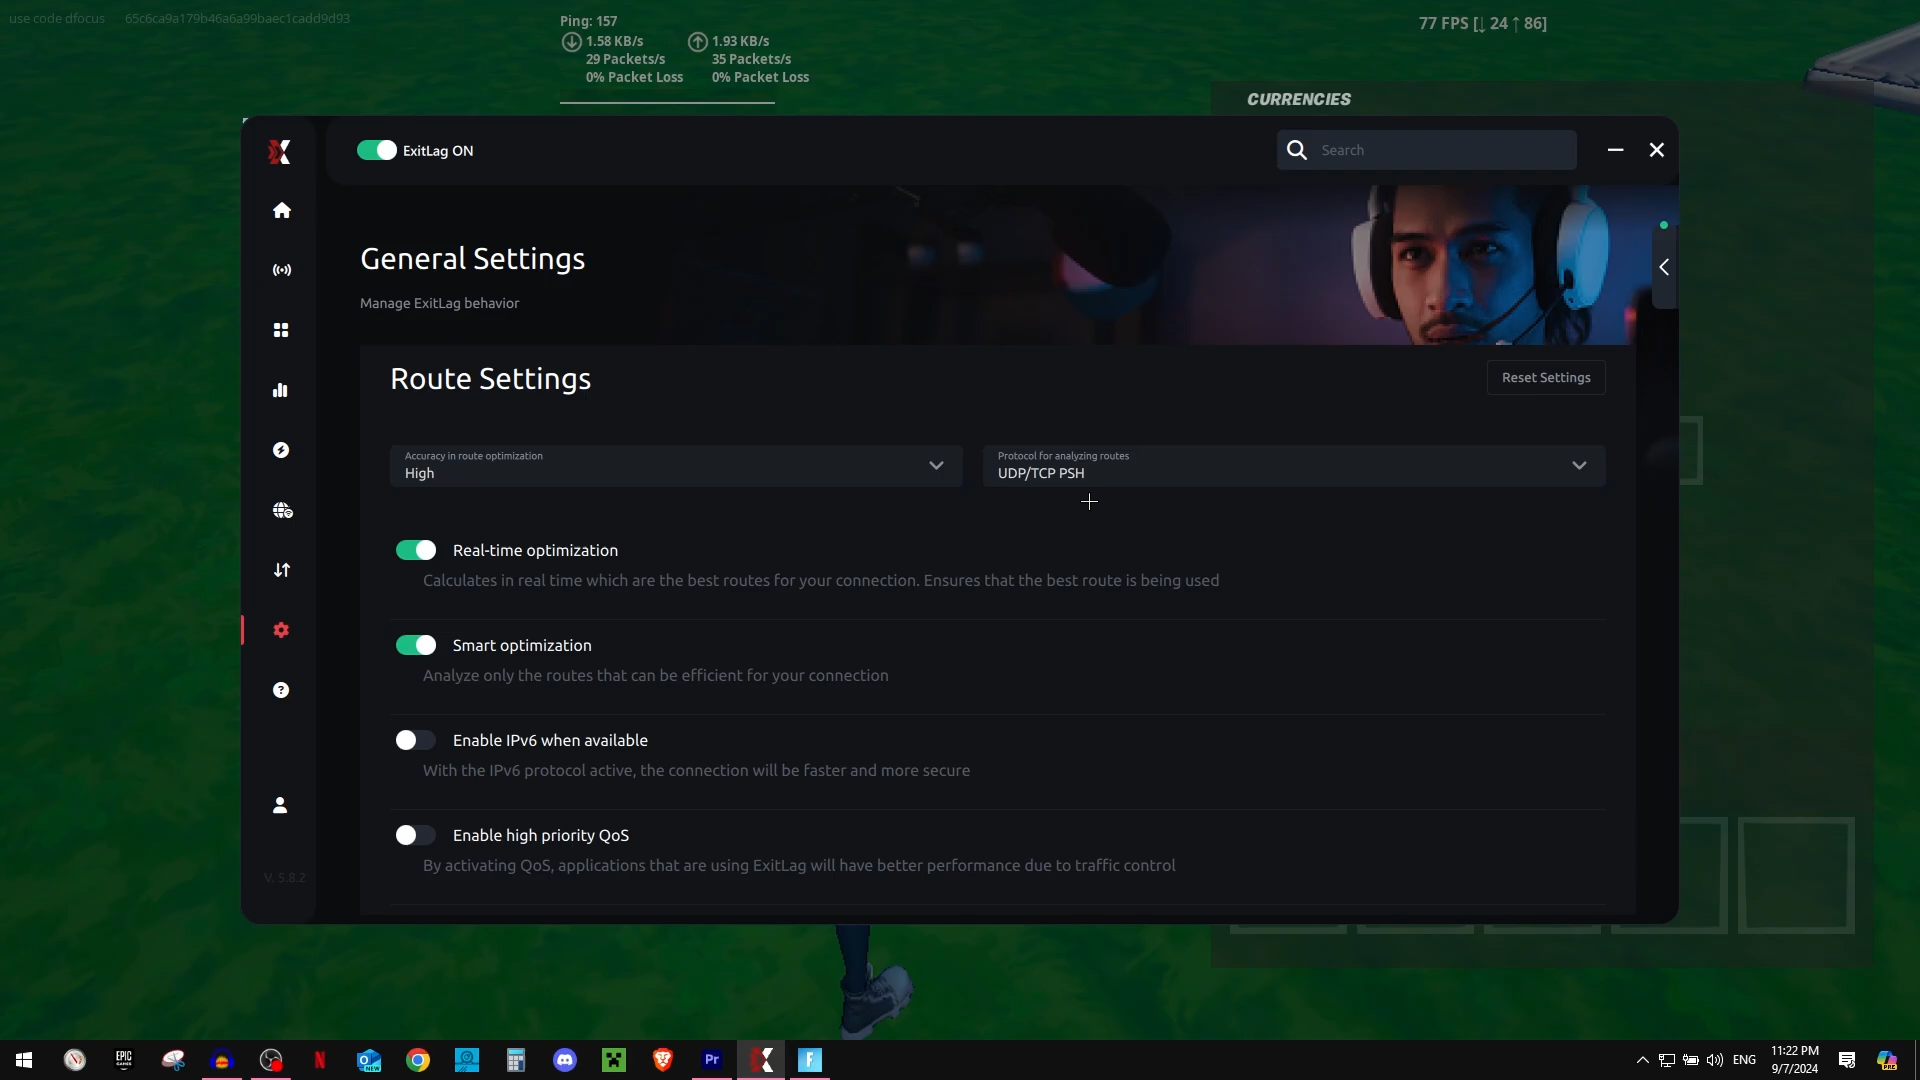 use code dfocus 65c6ca9a179b46a6a99baec1cadd9d93
Ping: 157
1.58 KB/s 1.93 KB/s
29 Packets/s 35 Packets/s
0% Packet Loss 0% Packet Loss
77 FPS [↓ 24 ↑ 86]
CURRENCIES
ExitLag ON
Search
General Settings
Manage ExitLag behavior
Route Settings
Reset Settings
Accuracy in route optimization
High
Protocol for analyzing routes
UDP/TCP PSH
Real-time optimization
Calculates in real time which are the best routes for your connection. Ensures that the best route is being used
Smart optimization
Analyze only the routes that can be efficient for your connection
Enable IPv6 when available
With the IPv6 protocol active, the connection will be faster and more secure
Enable high priority QoS
By activating QoS, applications that are using ExitLag will have better performance due to traffic control
V. 5.8.2
EPIC
GAMES
N
NEW
Pr
F
ENG
11:22 PM
9/7/2024
PRE